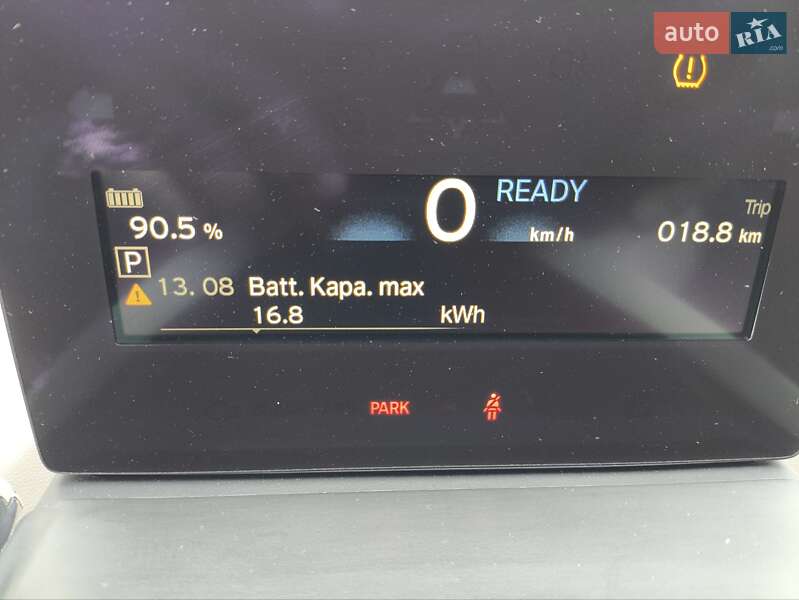 auto RIA .com
READY
0
Trip
90.5 %
km/h
018.8 km
P
13. 08 Batt. Kapa. max
16.8 kWh
PARK